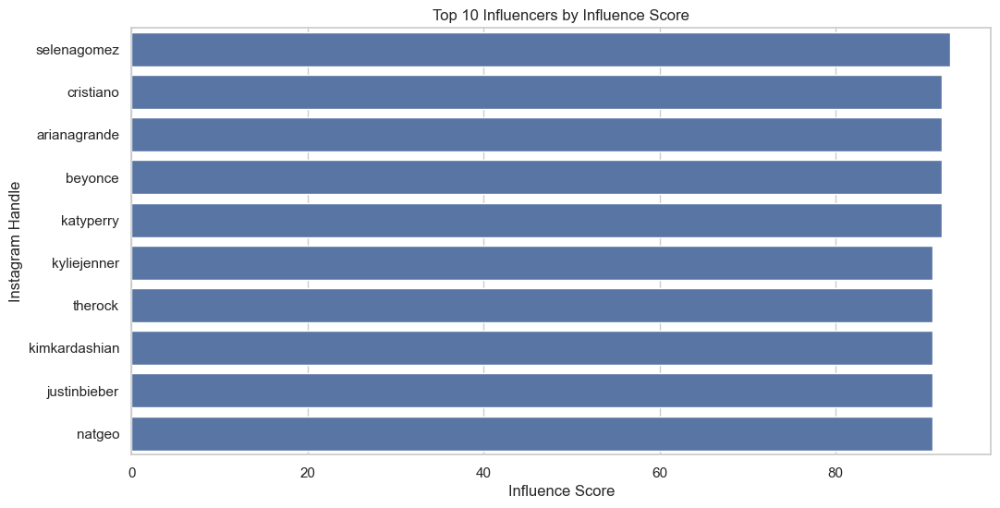 Top 10 Influencers by Influence Score
Instagram Handle
selenagomez
cristiano
arianagrande
beyonce
katyperry
kyliejenner
therock
kimkardashian
justinbieber
natgeo
0 20 40 60 80
Influence Score